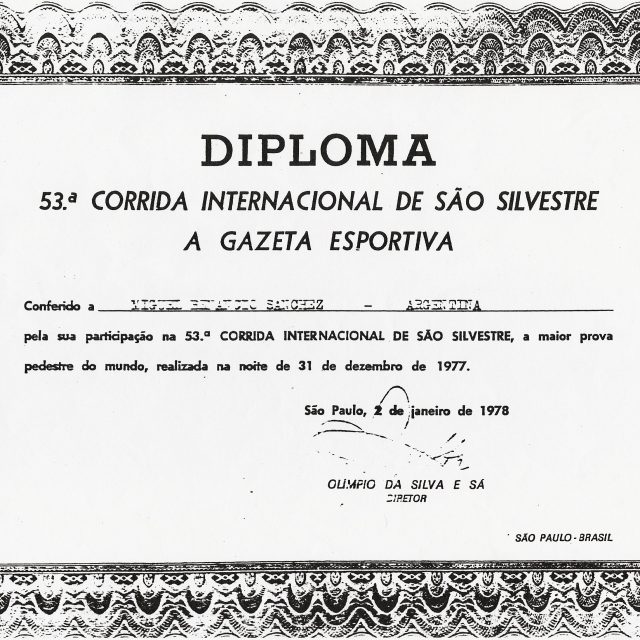 DIPLOMA
53.ª CORRIDA INTERNACIONAL DE SÃO SILVESTRE
A GAZETA ESPORTIVA
Conferido a MIGUEL BENANCIO SANCHEZ – ARGENTINA
pela sua participação na 53.ª CORRIDA INTERNACIONAL DE SÃO SILVESTRE, a maior prova
pedestre do mundo, realizada na noite de 31 de dezembro de 1977.
São Paulo, 2 de janeiro de 1978
OLÍMPIO DA SILVA E SÁ
DIRETOR
SÃO PAULO - BRASIL